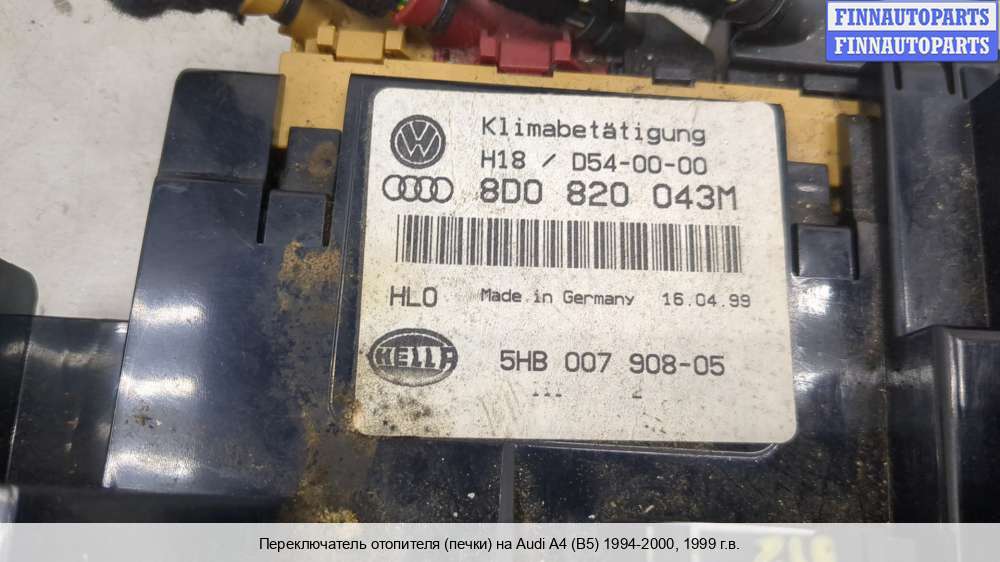 FINNAUTOPARTS
FINNAUTOPARTS
Klimabetätigung
H18 / D54-00-00
8D0 820 043M
HLO Made in Germany 16.04.99
HELLA 5HB 007 908-05
Переключатель отопителя (печки) на Audi A4 (B5) 1994-2000, 1999 г.в.